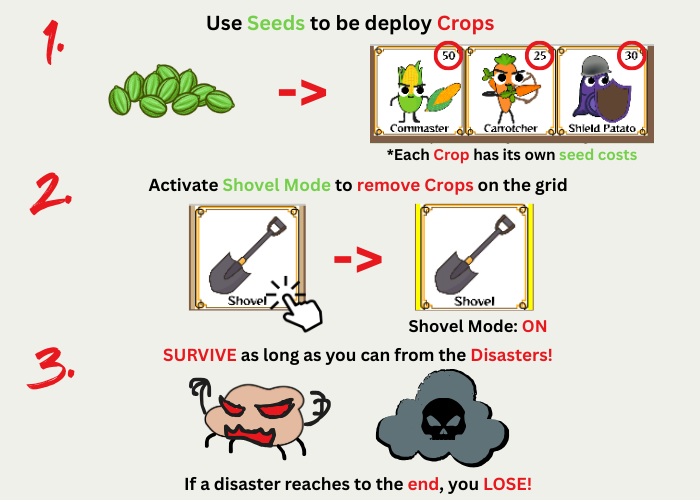 1.
Use Seeds to be deploy Crops
->
50
25
30
Cornmaster
Carrotcher
Shield Patato
*Each Crop has its own seed costs
2.
Activate Shovel Mode to remove Crops on the grid
Shovel
->
Shovel
Shovel Mode: ON
3.
SURVIVE as long as you can from the Disasters!
If a disaster reaches to the end, you LOSE!